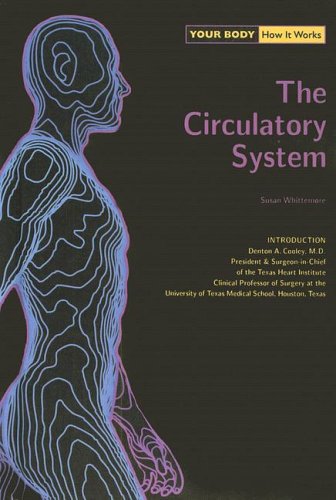 YOUR BODY How It Works
The
Circulatory
System
Susan Whittemore
INTRODUCTION
Denton A. Cooley, M.D.
President & Surgeon-in-Chief
of the Texas Heart Institute
Clinical Professor of Surgery at the
University of Texas Medical School, Houston, Texas